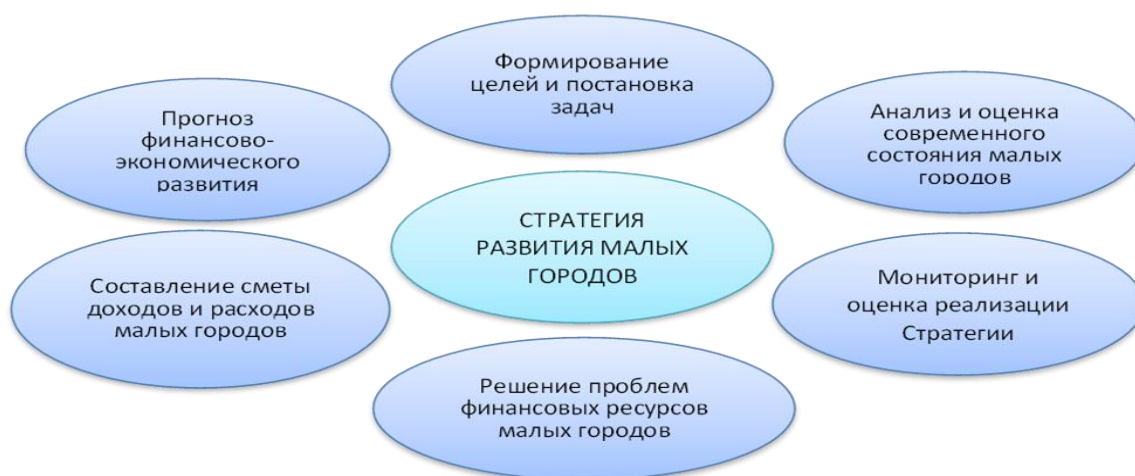 Формирование
целей и постановка
задач
Прогноз
финансово-
экономического
развития
Анализ и оценка
современного
состояния малых
городов
СТРАТЕГИЯ
РАЗВИТИЯ МАЛЫХ
ГОРОДОВ
Составление сметы
доходов и расходов
малых городов
Мониторинг и
оценка реализации
Стратегии
Решение проблем
финансовых ресурсов
малых городов